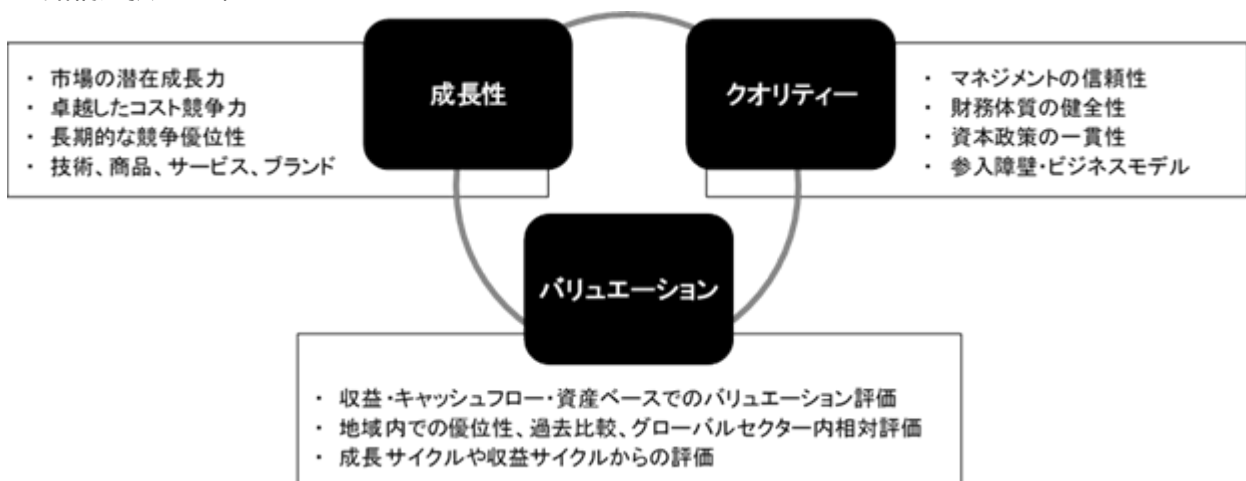 成長性
・ 市場の潜在成長力
・ 卓越したコスト競争力
・ 長期的な競争優位性
・ 技術、商品、サービス、ブランド
クオリティー
・ マネジメントの信頼性
・ 財務体質の健全性
・ 資本政策の一貫性
・ 参入障壁・ビジネスモデル
バリュエーション
・ 収益・キャッシュフロー・資産ベースでのバリュエーション評価
・ 地域内での優位性、過去比較、グローバルセクター内相対評価
・ 成長サイクルや収益サイクルからの評価